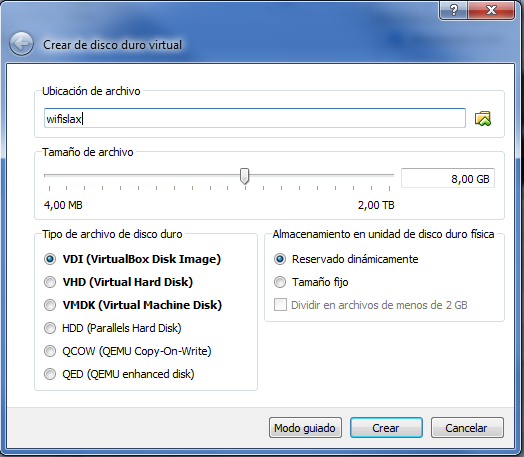 ?
X
Crear de disco duro virtual
Ubicación de archivo
wifislax
Tamaño de archivo
8,00 GB
4,00 MB
2,00 TB
Tipo de archivo de disco duro
VDI (VirtualBox Disk Image)
VHD (Virtual Hard Disk)
VMDK (Virtual Machine Disk)
HDD (Parallels Hard Disk)
QCOW (QEMU Copy-On-Write)
QED (QEMU enhanced disk)
Almacenamiento en unidad de disco duro física
Reservado dinámicamente
Tamaño fijo
Dividir en archivos de menos de 2 GB
Modo guiado
Crear
Cancelar